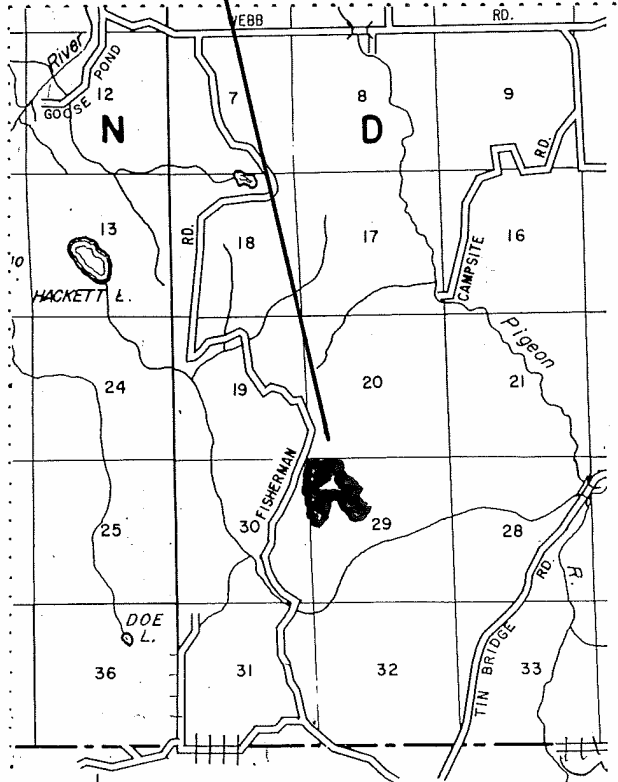 EBB RD.
River
GOOSE POND
12
7
8
9
N
D
RD.
13
RD.
18
17
16
CAMPSITE
10
HACKETT L.
Pigeon
24
19
20
21
FISHERMAN
25
30
29
28
RD.
R.
DOE
L.
TIN BRIDGE
36
31
32
33